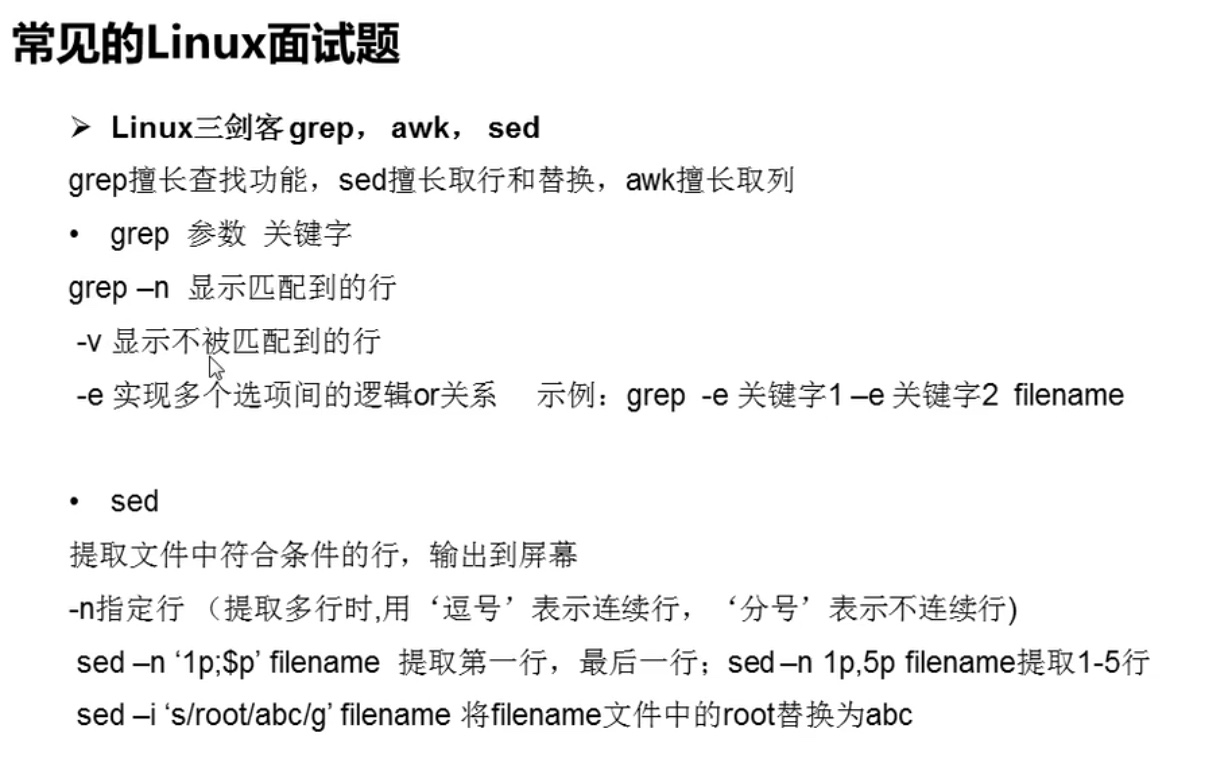 常见的Linux面试题
➢ Linux三剑客grep， awk， sed
grep擅长查找功能，sed擅长取行和替换，awk擅长取列
• grep 参数 关键字
grep –n 显示匹配到的行
-v 显示不被匹配到的行
-e 实现多个选项间的逻辑or关系 示例：grep -e 关键字1 –e 关键字2 filename
• sed
提取文件中符合条件的行，输出到屏幕
-n指定行 （提取多行时,用‘逗号’表示连续行，‘分号’表示不连续行)
sed –n ‘1p;$p’ filename 提取第一行，最后一行；sed –n 1p,5p filename提取1-5行
sed –i ‘s/root/abc/g’ filename 将filename文件中的root替换为abc